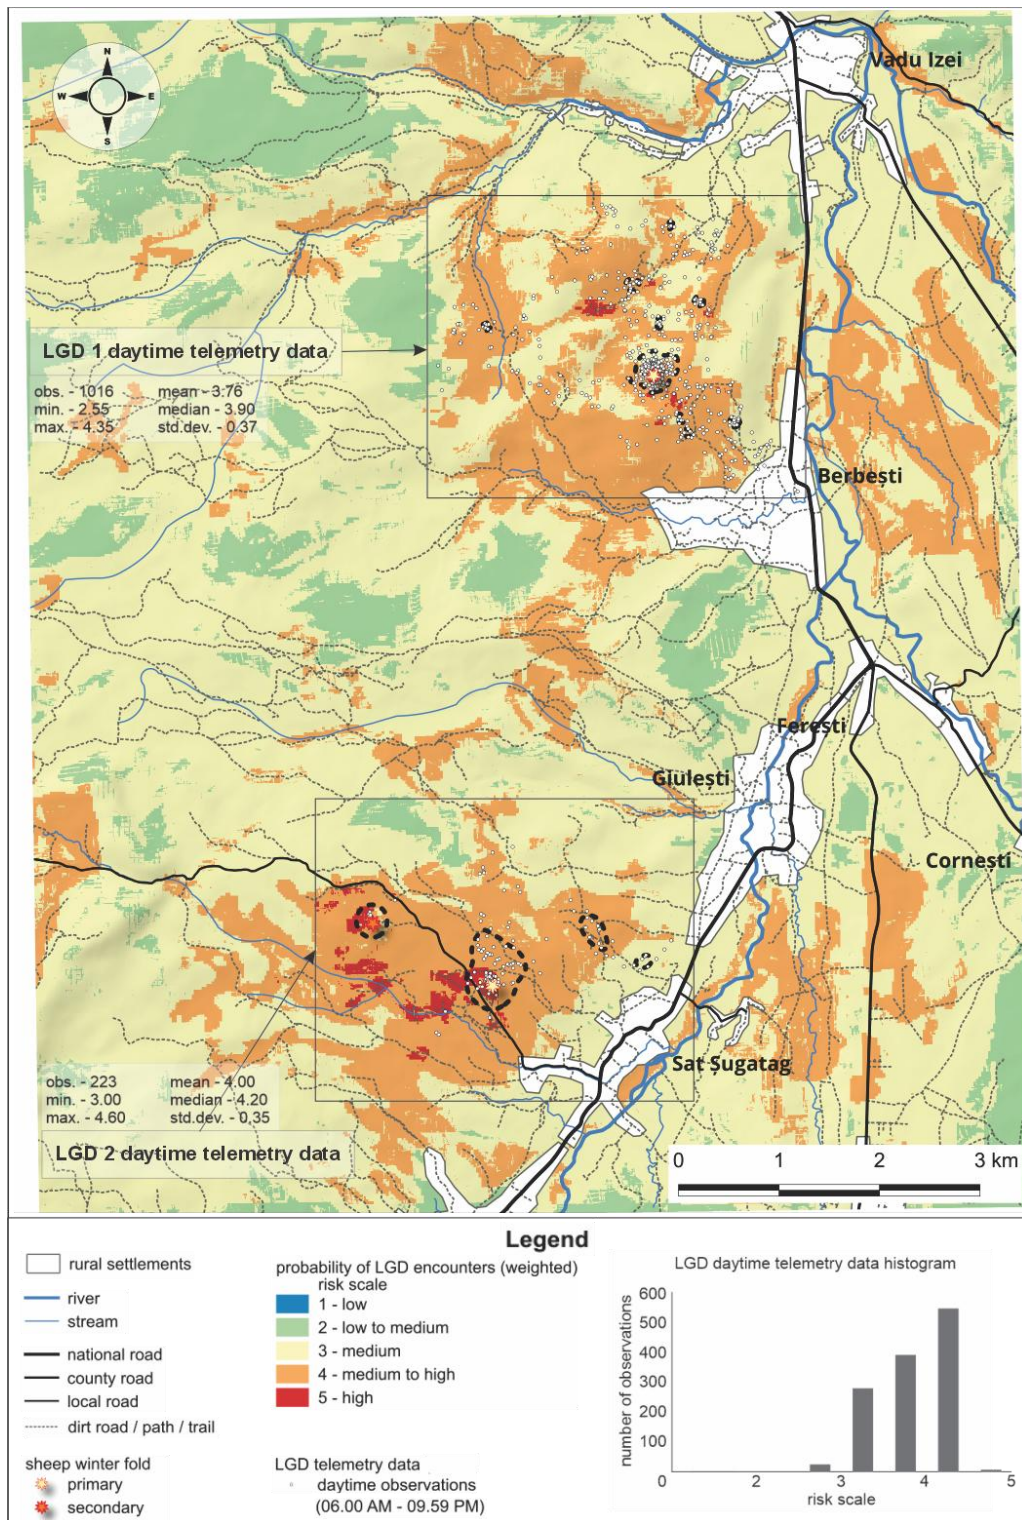 N
W E
S
Vadu Izei
LGD 1 daytime telemetry data
obs. - 1016 mean - 3.76
min. - 2.55 median - 3.90
max. - 4.35 std.dev. - 0.37
Berbești
Ferești
Giulești
Cornești
Sat Șugatag
obs. - 223 mean - 4.00
min. - 3.00 median - 4.20
max. - 4.60 std.dev. - 0,35
LGD 2 daytime telemetry data
0 1 2 3 km
Legend
rural settlements
river
stream
national road
county road
local road
dirt road / path / trail
sheep winter fold
primary
secondary
probability of LGD encounters (weighted)
risk scale
1 - low
2 - low to medium
3 - medium
4 - medium to high
5 - high
LGD telemetry data
daytime observations
(06.00 AM - 09.59 PM)
LGD daytime telemetry data histogram
number of observations
600
500
400
300
200
100
0 2 3 4 5
risk scale